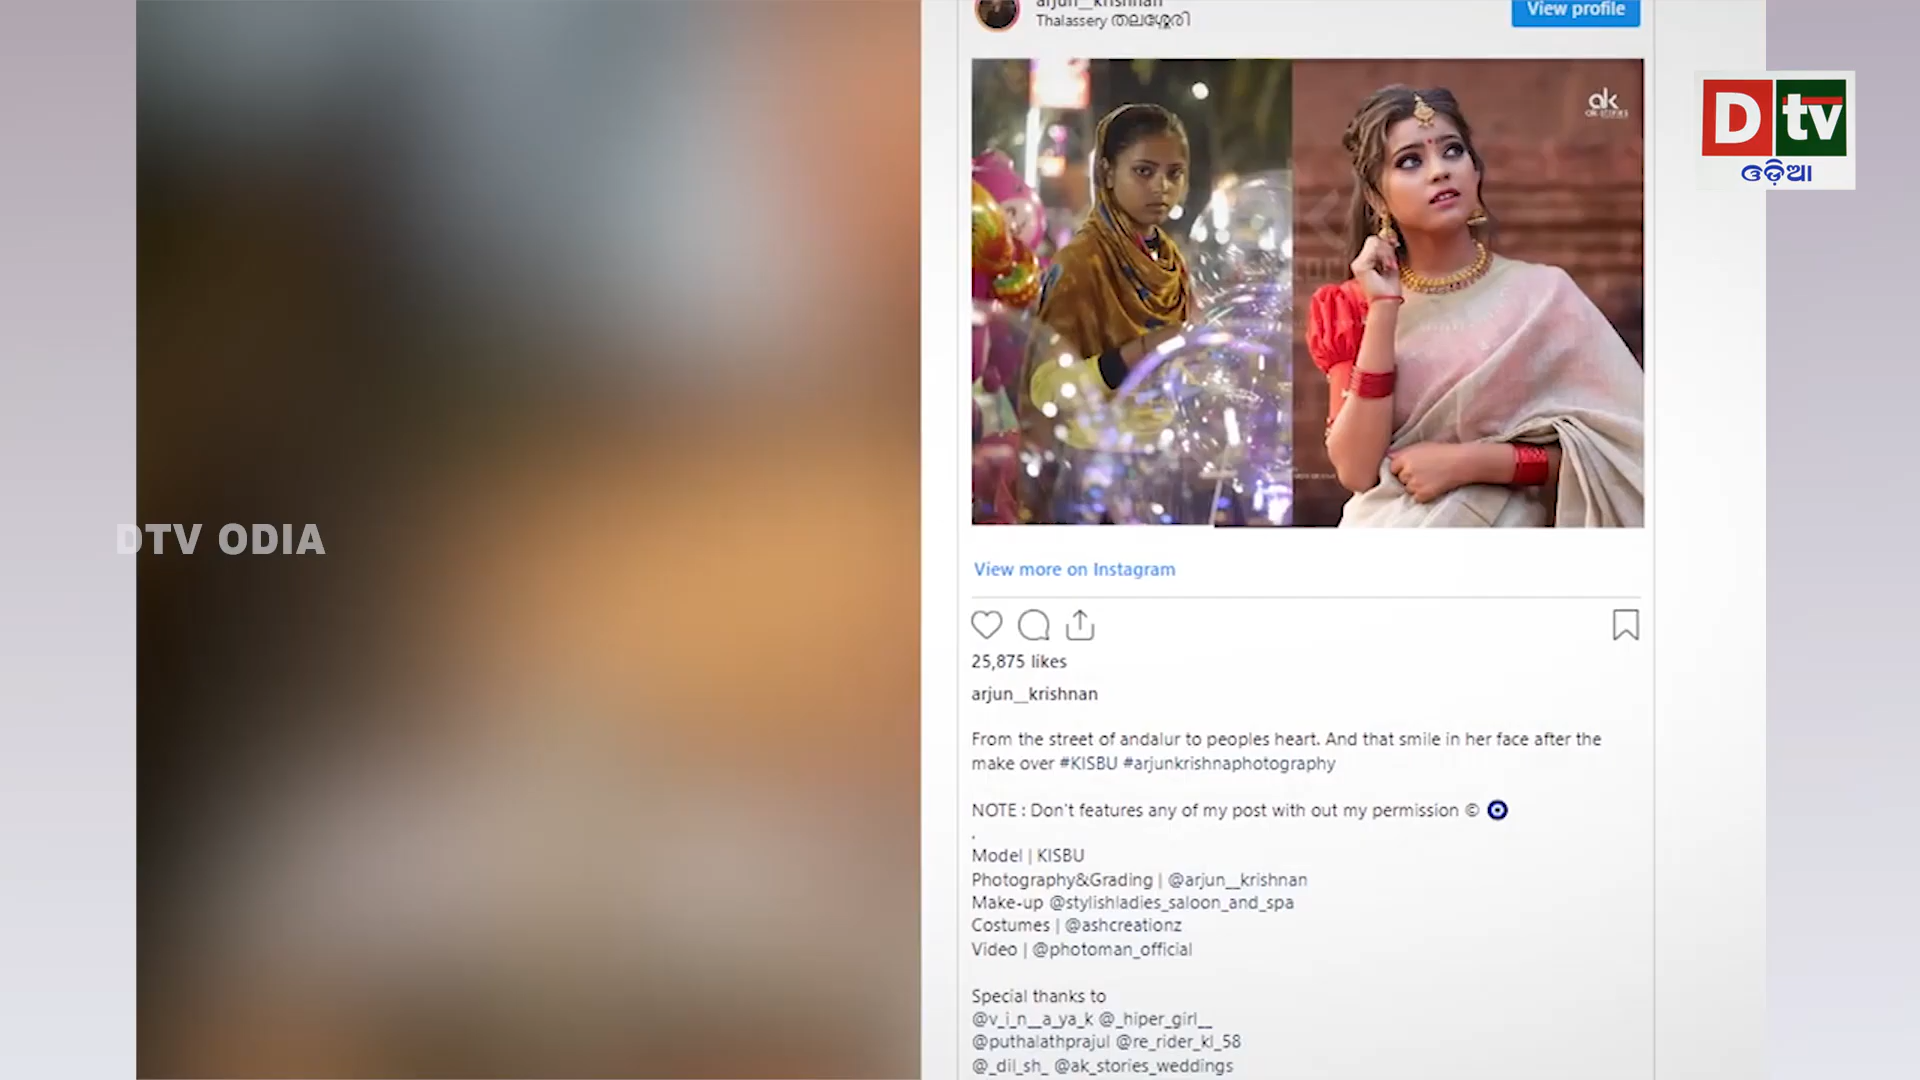 arjun__krishnan
Thalassery തലശ്ശേരി
View profile
ak
D tv
ଓଡ଼ିଆ
DTV ODIA
View more on Instagram
25,875 likes
arjun__krishnan
From the street of andalur to peoples heart. And that smile in her face after the
make over #KISBU #arjunkrishnaphotography
NOTE : Don't features any of my post with out my permission © 🧿
.
Model | KISBU
Photography&Grading | @arjun__krishnan
Make-up @stylishladies_saloon_and_spa
Costumes | @ashcreationz
Video | @photoman_official
Special thanks to
@v_i_n__a_ya_k @_hiper_girl__
@puthalathprajul @re_rider_kl_58
@_dil_sh_ @ak_stories_weddings